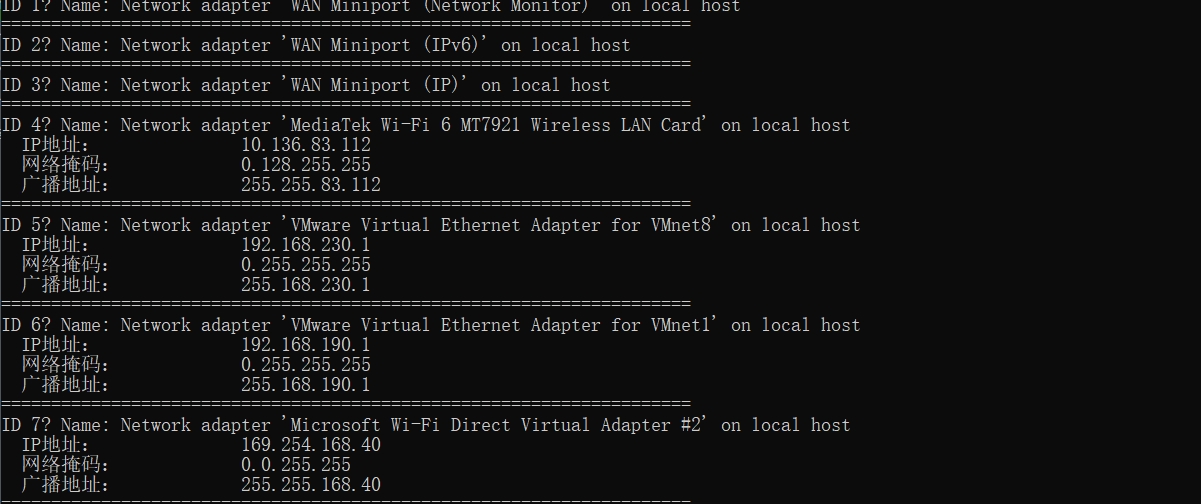 ID 1? Name: Network adapter 'WAN Miniport (Network Monitor)' on local host
=====================================================================
ID 2? Name: Network adapter 'WAN Miniport (IPv6)' on local host
=====================================================================
ID 3? Name: Network adapter 'WAN Miniport (IP)' on local host
=====================================================================
ID 4? Name: Network adapter 'MediaTek Wi-Fi 6 MT7921 Wireless LAN Card' on local host
IP地址: 10.136.83.112
网络掩码: 0.128.255.255
广播地址: 255.255.83.112
=====================================================================
ID 5? Name: Network adapter 'VMware Virtual Ethernet Adapter for VMnet8' on local host
IP地址: 192.168.230.1
网络掩码: 0.255.255.255
广播地址: 255.168.230.1
=====================================================================
ID 6? Name: Network adapter 'VMware Virtual Ethernet Adapter for VMnet1' on local host
IP地址: 192.168.190.1
网络掩码: 0.255.255.255
广播地址: 255.168.190.1
=====================================================================
ID 7? Name: Network adapter 'Microsoft Wi-Fi Direct Virtual Adapter #2' on local host
IP地址: 169.254.168.40
网络掩码: 0.0.255.255
广播地址: 255.255.168.40
=====================================================================